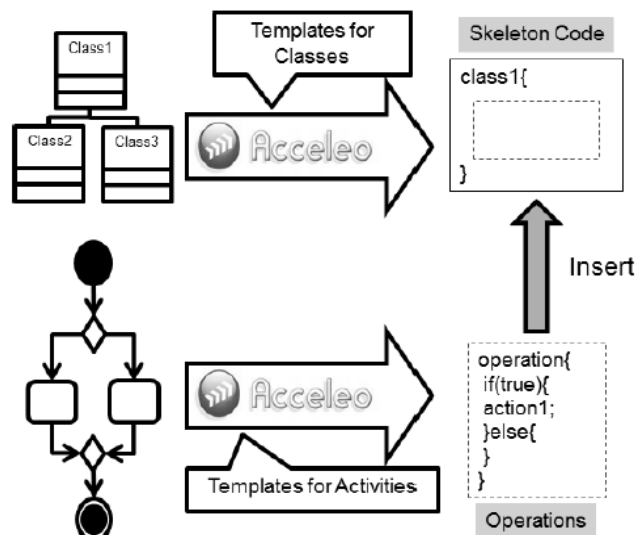 Class1
Class2
Class3
Templates for
Classes
Acceleo
Skeleton Code
class1{
}
Insert
Acceleo
Templates for Activities
operation{
if(true){
action1;
}else{
}
}
Operations